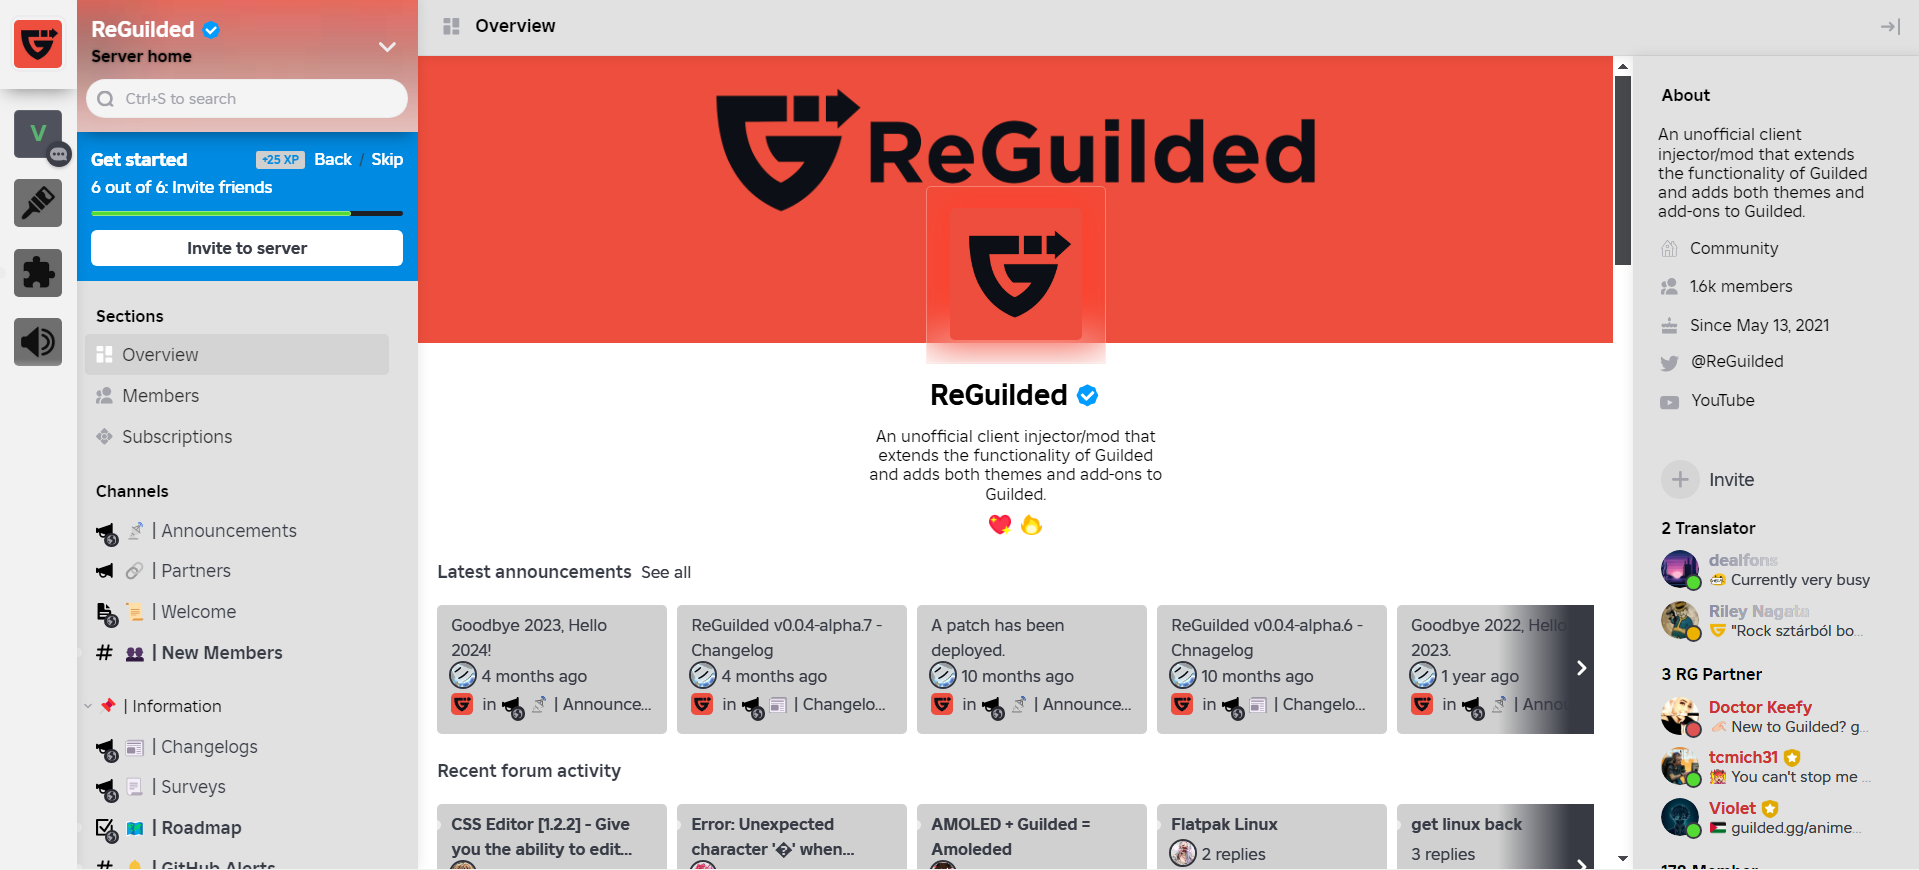 ReGuilded
Server home
Ctrl+S to search
V
Get started
+25 XP
Back / Skip
6 out of 6: Invite friends
Invite to server
Sections
Overview
Members
Subscriptions
Channels
| Announcements
| Partners
| Welcome
# | New Members
| Information
| Changelogs
| Surveys
| Roadmap
# | GitHub Alerts
Overview
ReGuilded
ReGuilded
An unofficial client injector/mod that
extends the functionality of Guilded
and adds both themes and add-ons to
Guilded.
Latest announcements See all
Goodbye 2023, Hello
2024!
4 months ago
in | Announce...
ReGuilded v0.0.4-alpha.7 -
Changelog
4 months ago
in | Changelo...
A patch has been
deployed.
10 months ago
in | Announce...
ReGuilded v0.0.4-alpha.6 -
Chnagelog
10 months ago
in | Changelo...
Goodbye 2022, Hello
2023.
1 year ago
in | Anno
Recent forum activity
CSS Editor [1.2.2] - Give
you the ability to edit...
Error: Unexpected
character '�' when...
AMOLED + Guilded =
Amoleded
Flatpak Linux
2 replies
get linux back
3 replies
About
An unofficial client
injector/mod that extends
the functionality of Guilded
and adds both themes and
add-ons to Guilded.
Community
1.6k members
Since May 13, 2021
@ReGuilded
YouTube
Invite
2 Translator
dealfons
Currently very busy
Riley Nagata
"Rock sztárból bo...
3 RG Partner
Doctor Keefy
New to Guilded? g...
tcmich31
You can't stop me ...
Violet
guilded.gg/anime...